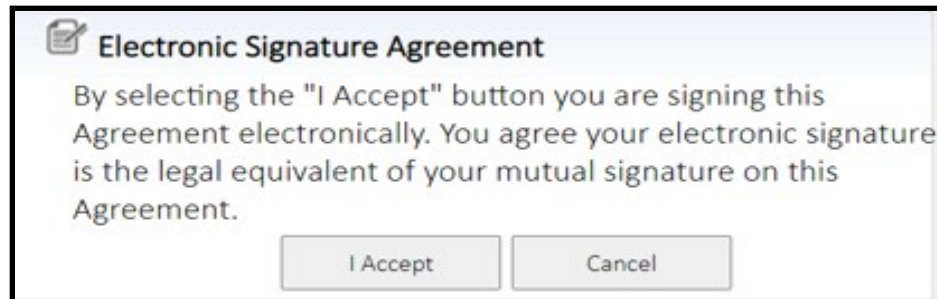 Electronic Signature Agreement
By selecting the "I Accept" button you are signing this
Agreement electronically. You agree your electronic signature
is the legal equivalent of your mutual signature on this
Agreement.
I Accept Cancel